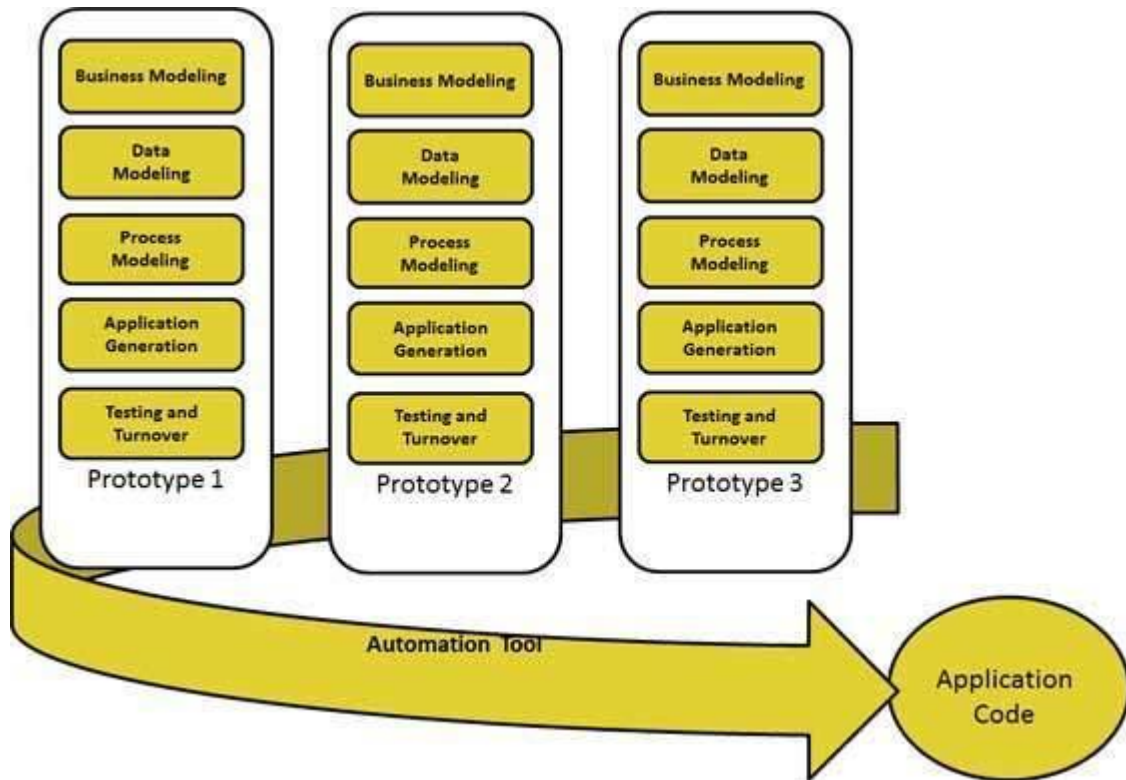 Business Modeling
Data
Modeling
Process
Modeling
Application
Generation
Testing and
Turnover
Prototype 1
Business Modeling
Data
Modeling
Process
Modeling
Application
Generation
Testing and
Turnover
Prototype 2
Business Modeling
Data
Modeling
Process
Modeling
Application
Generation
Testing and
Turnover
Prototype 3
Automation Tool
Application
Code